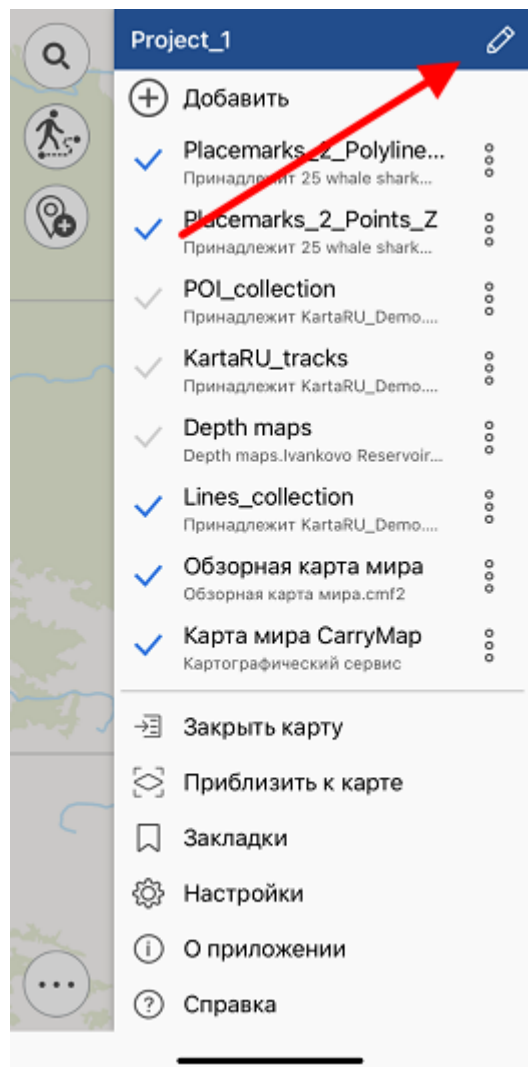 Project_1
Добавить
Placemarks_2_Polyline...
Принадлежит 25 whale shark...
Placemarks_2_Points_Z
Принадлежит 25 whale shark...
POI_collection
Принадлежит KartaRU_Demo....
KartaRU_tracks
Принадлежит KartaRU_Demo....
Depth maps
Depth maps.Ivankovo Reservoir...
Lines_collection
Принадлежит KartaRU_Demo....
Обзорная карта мира
Обзорная карта мира.cmf2
Карта мира CarryMap
Картографический сервис
Закрыть карту
Приблизить к карте
Закладки
Настройки
О приложении
Справка